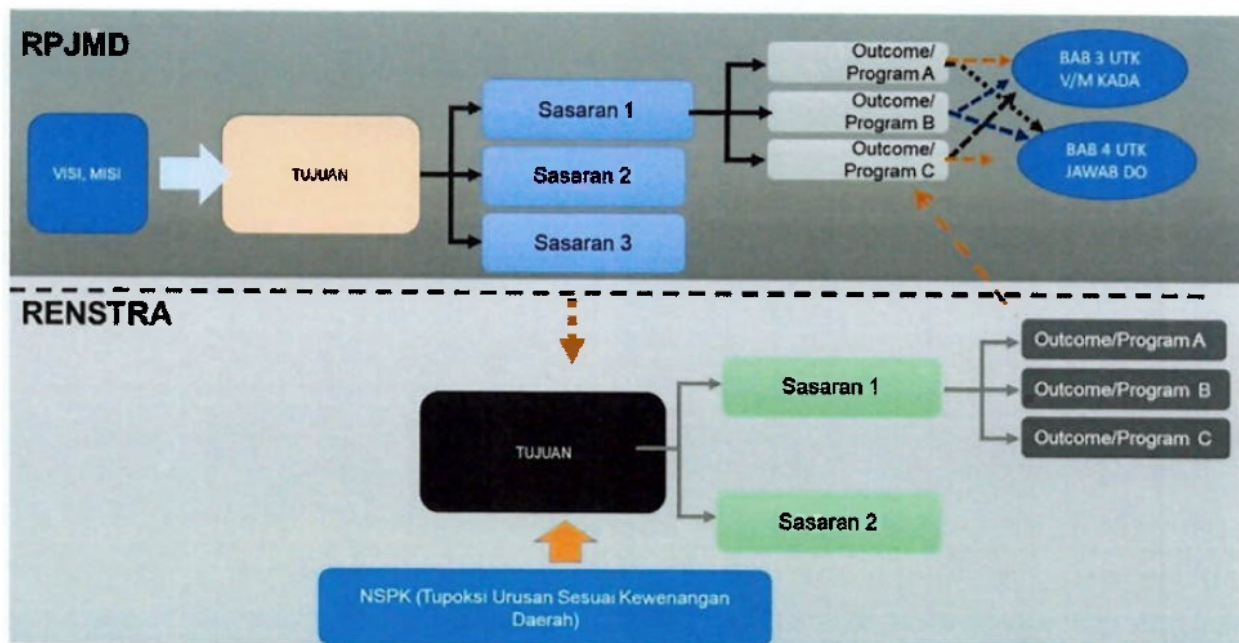 RPJMD
VISI, MISI
TUJUAN
Sasaran 1
Sasaran 2
Sasaran 3
Outcome/
Program A
Outcome/
Program B
Outcome/
Program C
BAB 3 UTK
V/M KADA
BAB 4 UTK
JAWAB DO
RENSTRA
TUJUAN
Sasaran 1
Sasaran 2
Outcome/Program A
Outcome/Program B
Outcome/Program C
NSPK (Tupoksi Urusan Sesuai Kewenangan
Daerah)